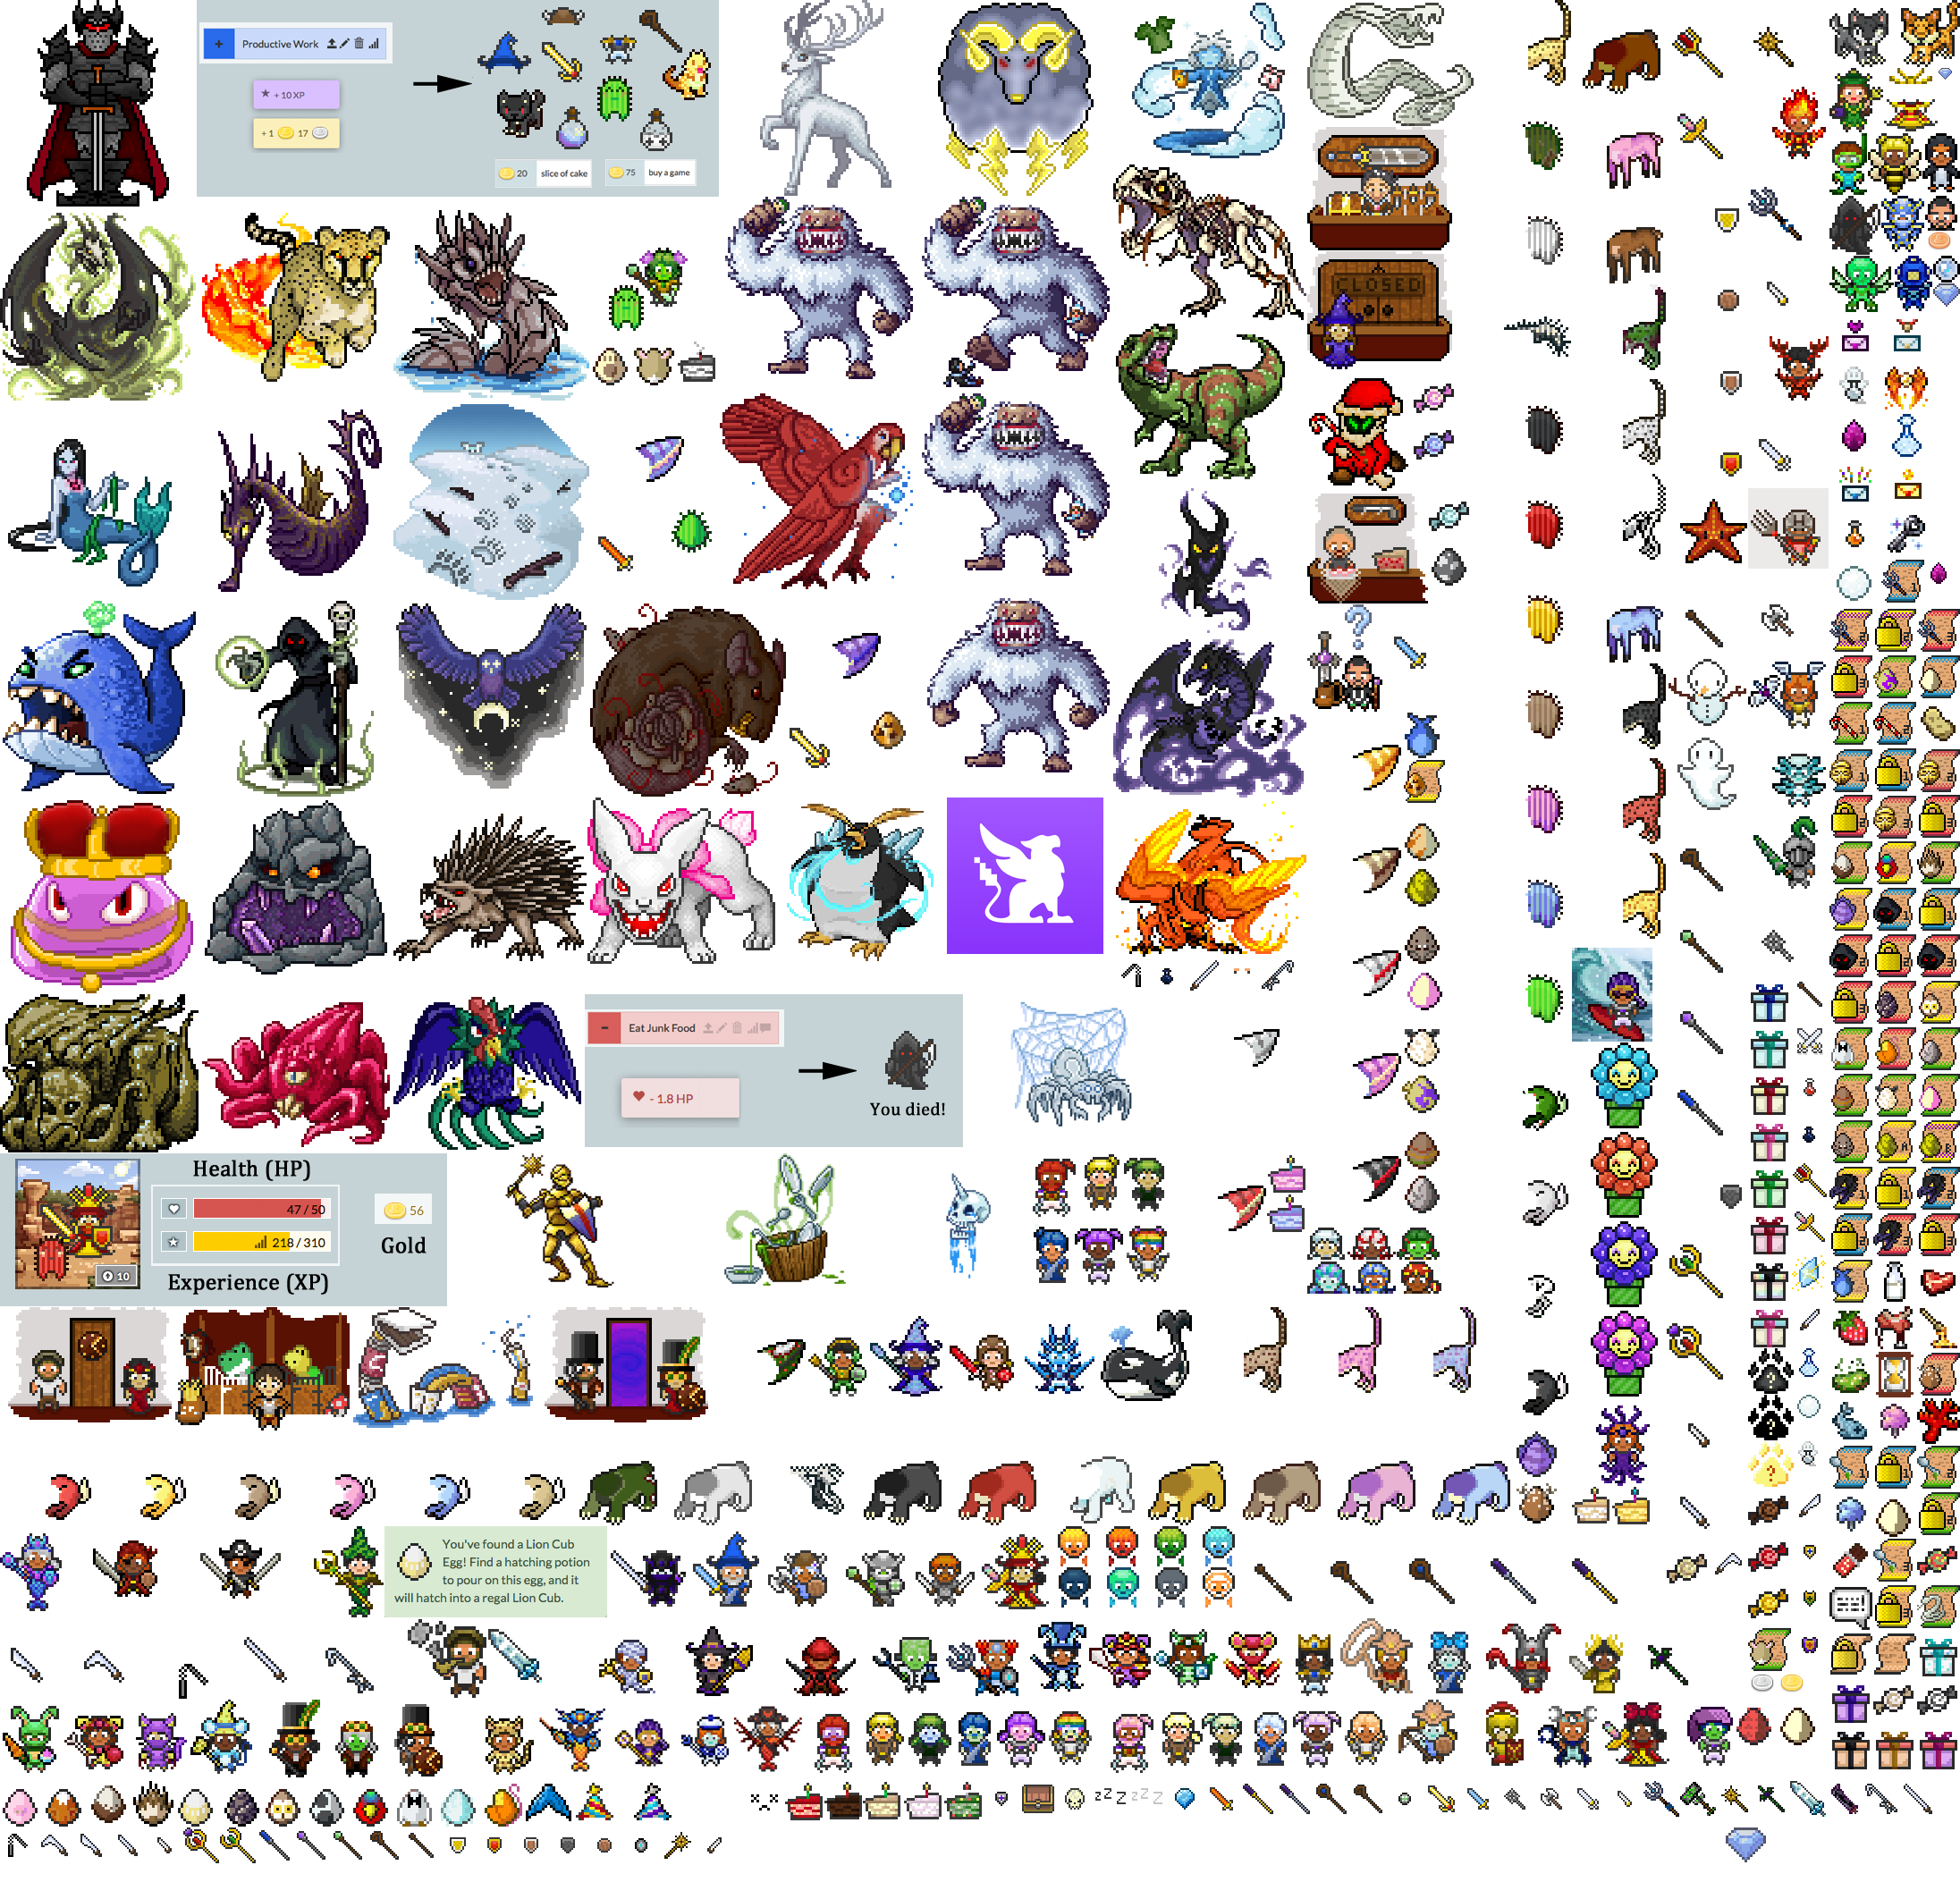 Productive Work
+ 10 XP
+ 1 17
20 slice of cake
75 buy a game
CLOSED
Eat Junk Food
- 1.8 HP
You died!
Health (HP)
47 / 50
218 / 310
Experience (XP)
10
56
Gold
You've found a Lion Cub
Egg! Find a hatching potion
to pour on this egg, and it
will hatch into a regal Lion Cub.